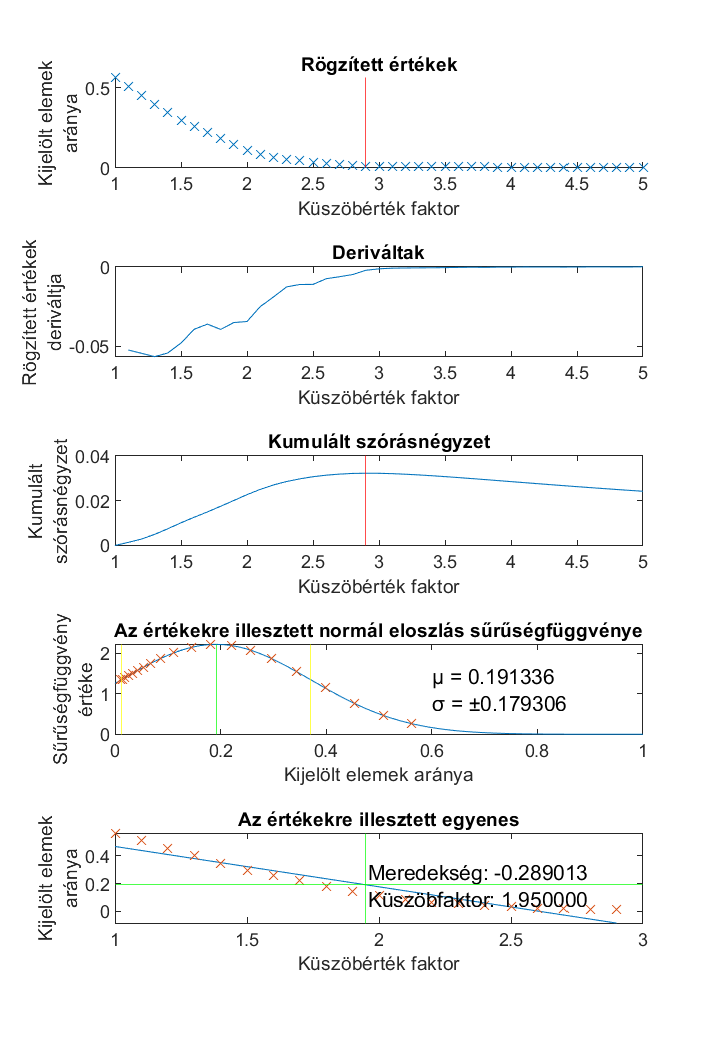 Rögzített értékek
Kijelölt elemek
aránya
0.5
0
1 1.5 2 2.5 3 3.5 4 4.5 5
Küszöbérték faktor
Deriváltak
Rögzített értékek
deriváltja
0
-0.05
1 1.5 2 2.5 3 3.5 4 4.5 5
Küszöbérték faktor
Kumulált szórásnégyzet
Kumulált
szórásnégyzet
0.04
0.02
0
1 1.5 2 2.5 3 3.5 4 4.5 5
Küszöbérték faktor
Az értékekre illesztett normál eloszlás sűrűségfüggvénye
Sűrűségfüggvény
értéke
2
1
0
μ = 0.191336
σ = ±0.179306
0 0.2 0.4 0.6 0.8 1
Kijelölt elemek aránya
Az értékekre illesztett egyenes
Kijelölt elemek
aránya
0.4
0.2
0
Meredekség: -0.289013
Küszöbfaktor: 1.950000
1 1.5 2 2.5 3
Küszöbérték faktor